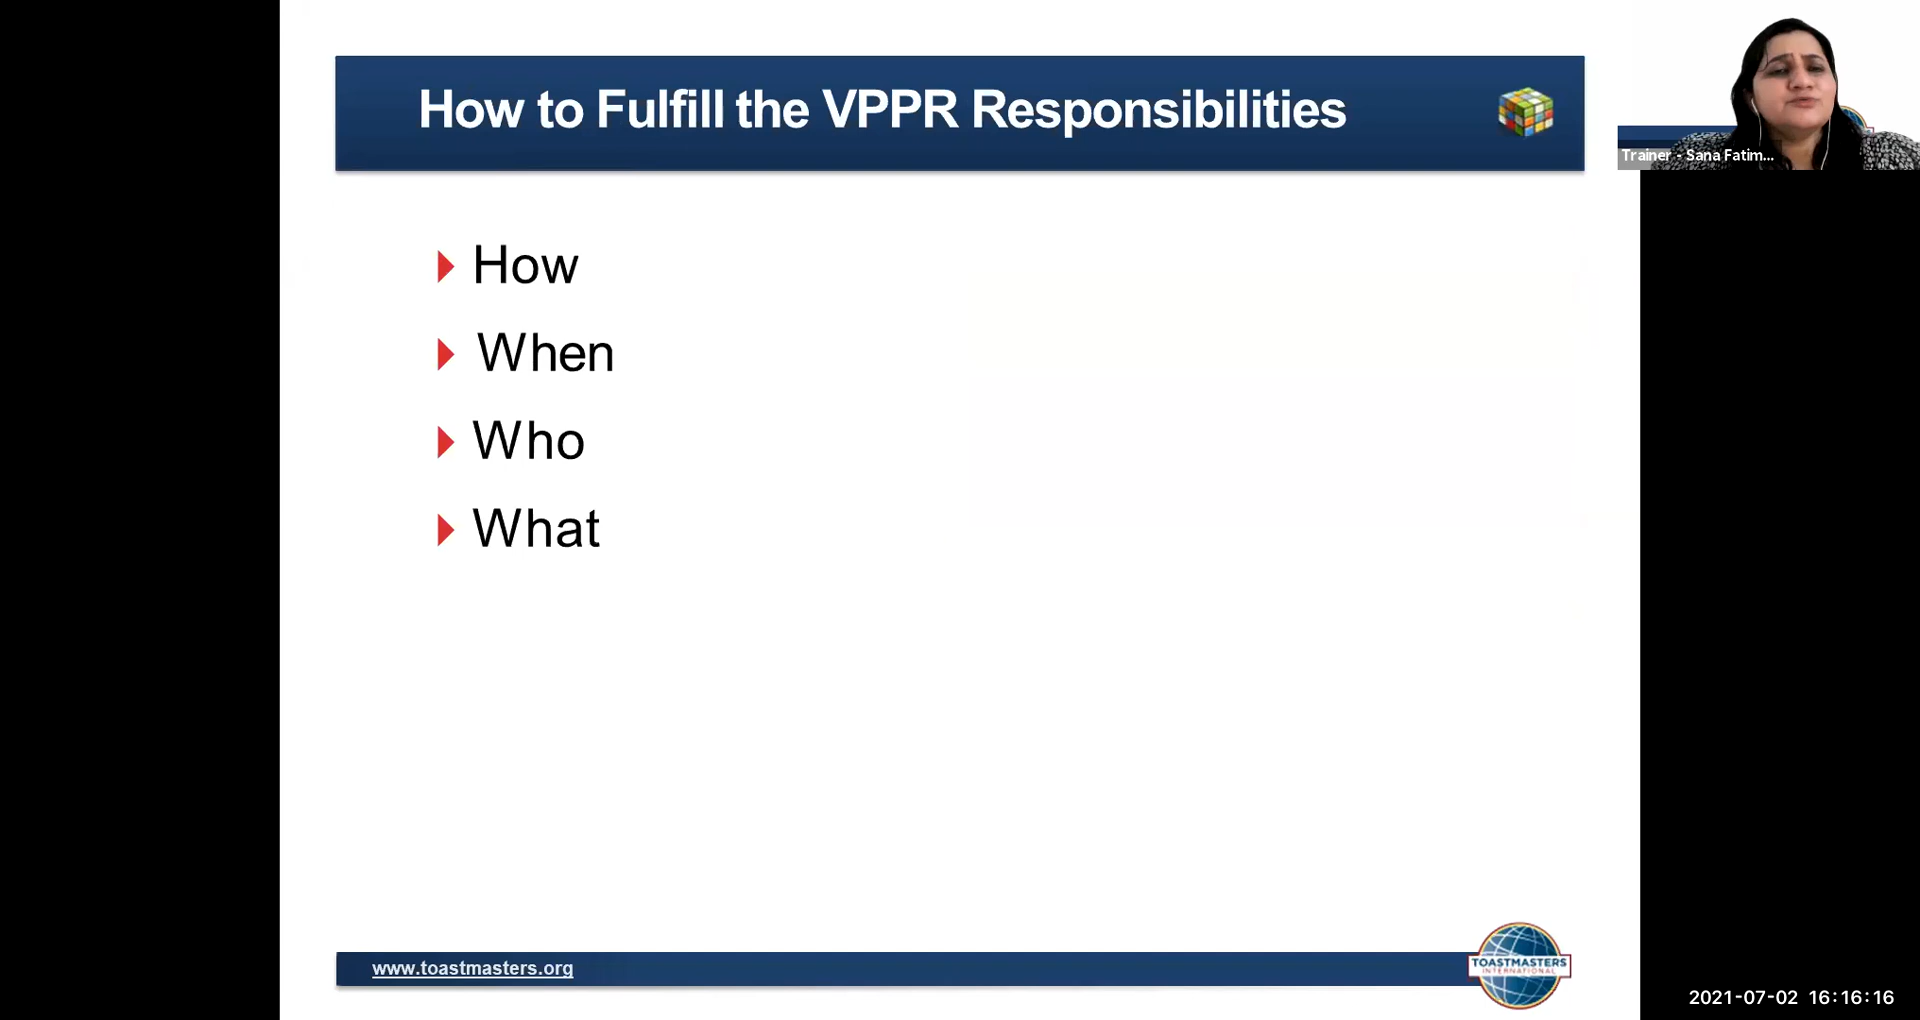 How to Fulfill the VPPR Responsibilities
Trainer - Sana Fatim...
How
When
Who
What
www.toastmasters.org
TOASTMASTERS
INTERNATIONAL
2021-07-02 16:16:16